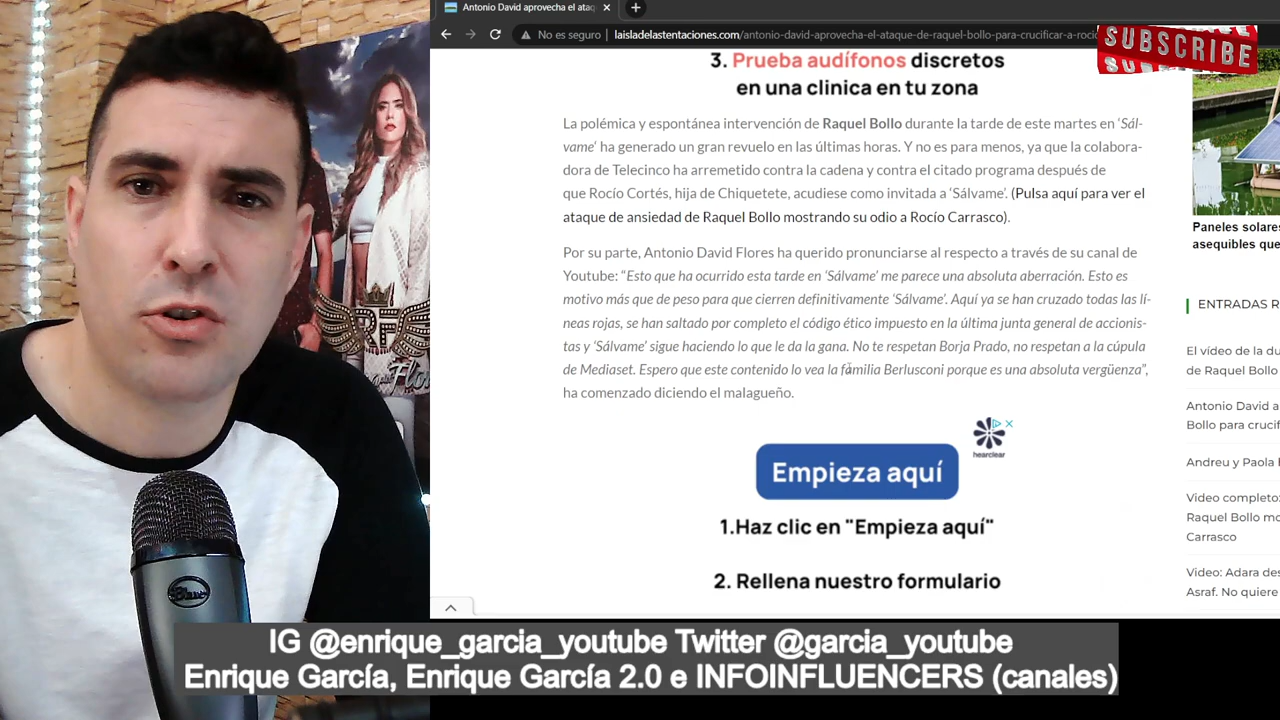 Antonio David aprovecha el ataq
No es seguro | laisladelastentaciones.com/antonio-david-aprovecha-el-ataque-de-raquel-bollo-para-crucificar-a-roci
SUBSCRIBE
3. Prueba audífonos discretos
en una clinica en tu zona
La polémica y espontánea intervención de Raquel Bollo durante la tarde de este martes en ‘Sál-
vame‘ ha generado un gran revuelo en las últimas horas. Y no es para menos, ya que la colabora-
dora de Telecinco ha arremetido contra la cadena y contra el citado programa después de
que Rocío Cortés, hija de Chiquetete, acudiese como invitada a ‘Sálvame’. (Pulsa aquí para ver el
ataque de ansiedad de Raquel Bollo mostrando su odio a Rocío Carrasco).
Por su parte, Antonio David Flores ha querido pronunciarse al respecto a través de su canal de
Youtube: “Esto que ha ocurrido esta tarde en ‘Sálvame’ me parece una absoluta aberración. Esto es
motivo más que de peso para que cierren definitivamente ‘Sálvame’. Aquí ya se han cruzado todas las lí-
neas rojas, se han saltado por completo el código ético impuesto en la última junta general de accionis-
tas y ‘Sálvame’ sigue haciendo lo que le da la gana. No te respetan Borja Prado, no respetan a la cúpula
de Mediaset. Espero que este contenido lo vea la familia Berlusconi porque es una absoluta vergüenza”,
ha comenzado diciendo el malagueño.
hearclear
Empieza aquí
1.Haz clic en "Empieza aquí"
2. Rellena nuestro formulario
Paneles solares
asequibles que
ENTRADAS R
El vídeo de la du
de Raquel Bollo
Antonio David a
Bollo para crucif
Andreu y Paola
Video completo:
Raquel Bollo mo
Carrasco
Video: Adara des
Asraf. No quiere
RF
Flor
Blue
IG @enrique_garcia_youtube Twitter @garcia_youtube
Enrique García, Enrique García 2.0 e INFOINFLUENCERS (canales)